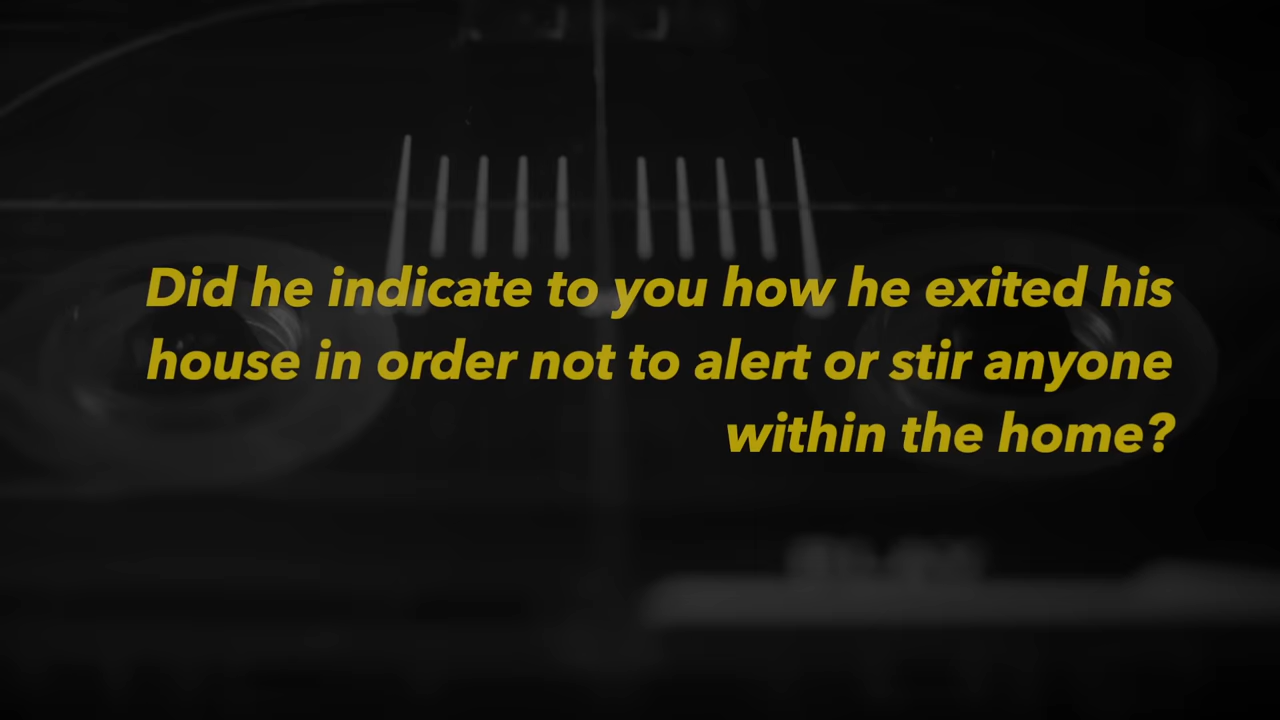 Did he indicate to you how he exited his
house in order not to alert or stir anyone
within the home?